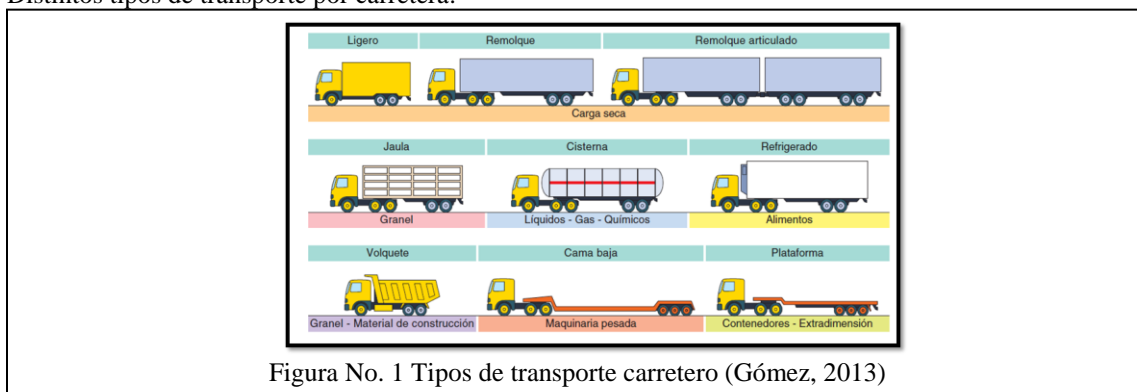 Distintos tipos de transporte por carretera.
Ligero Remolque Remolque articulado
Carga seca
Jaula Cisterna Refrigerado
Granel Líquidos - Gas - Químicos Alimentos
Volquete Cama baja Plataforma
Granel - Material de construcción Maquinaria pesada Contenedores - Extradimensión
Figura No. 1 Tipos de transporte carretero (Gómez, 2013)